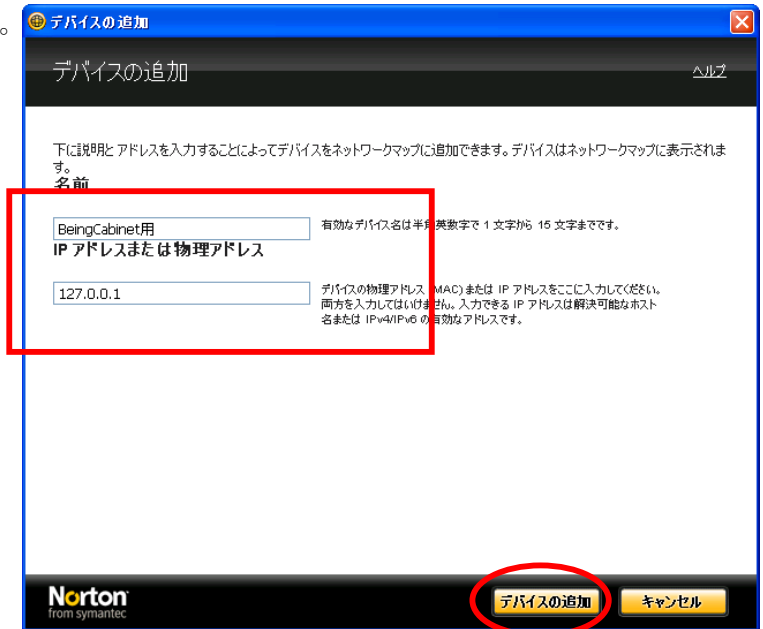 。
デバイスの追加
デバイスの追加
ヘルプ
下に説明とアドレスを入力することによってデバイスをネットワークマップに追加できます。デバイスはネットワークマップに表示されま
す。
名前
BeingCabinet用
有効なデバイス名は半角英数字で 1 文字から 15 文字までです。
IP アドレスまたは物理アドレス
127.0.0.1
デバイスの物理アドレス (MAC) または IP アドレスをここに入力してください。
両方を入力してはいけません。入力できる IP アドレスは解決可能なホスト
名または IPv4/IPv6 の有効なアドレスです。
Norton
from symantec
デバイスの追加
キャンセル